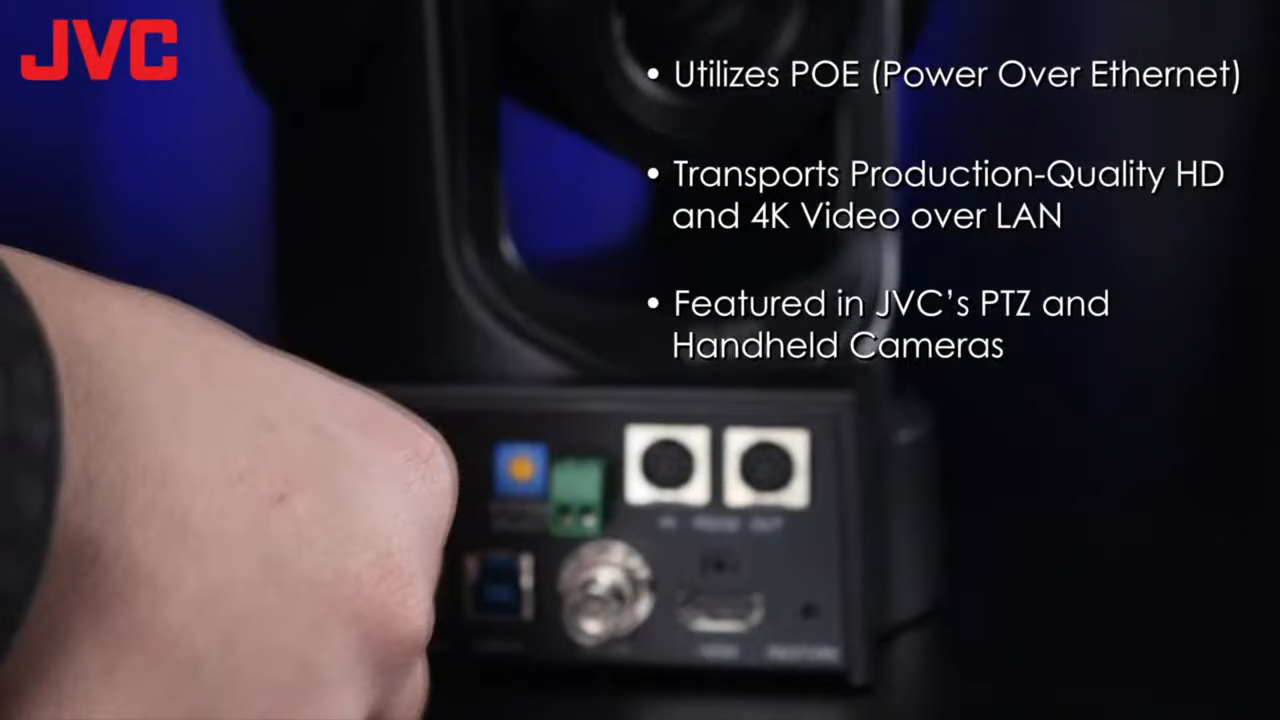 JVC
• Utilizes POE (Power Over Ethernet)
• Transports Production-Quality HD
and 4K Video over LAN
• Featured in JVC's PTZ and
Handheld Cameras